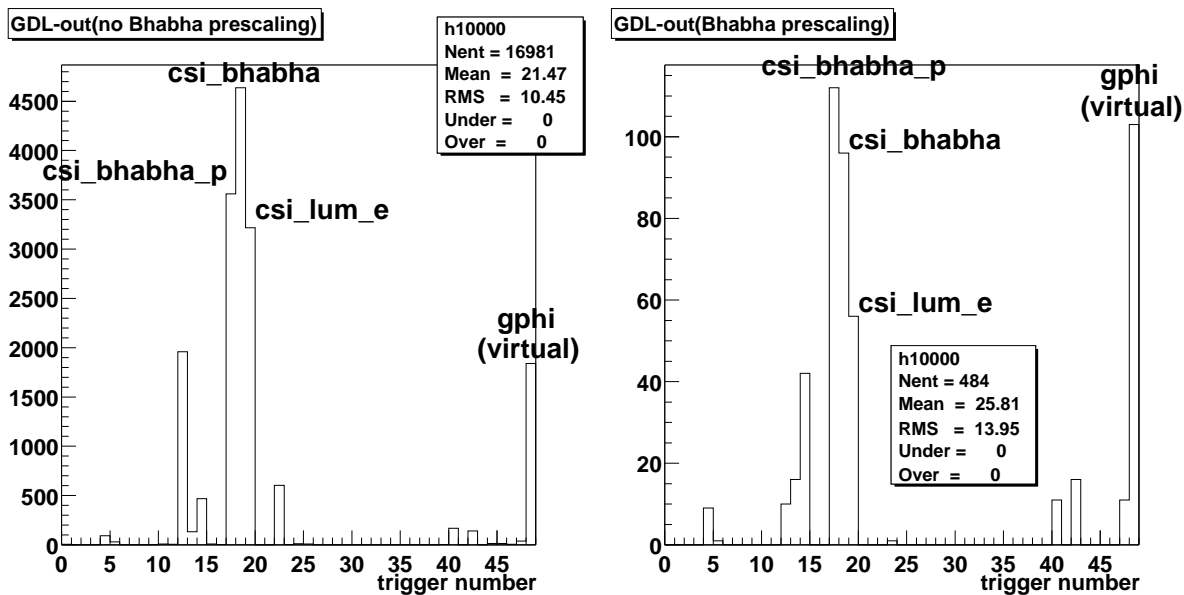 GDL-out(no Bhabha prescaling)
h10000
Nent = 16981
Mean = 21.47
RMS = 10.45
Under = 0
Over = 0
csi_bhabha
csi_bhabha_p
csi_lum_e
gphi
(virtual)
4500
4000
3500
3000
2500
2000
1500
1000
500
0
0 5 10 15 20 25 30 35 40 45
trigger number
GDL-out(Bhabha prescaling)
csi_bhabha_p
gphi
(virtual)
csi_bhabha
csi_lum_e
h10000
Nent = 484
Mean = 25.81
RMS = 13.95
Under = 0
Over = 0
100
80
60
40
20
0
0 5 10 15 20 25 30 35 40 45
trigger number